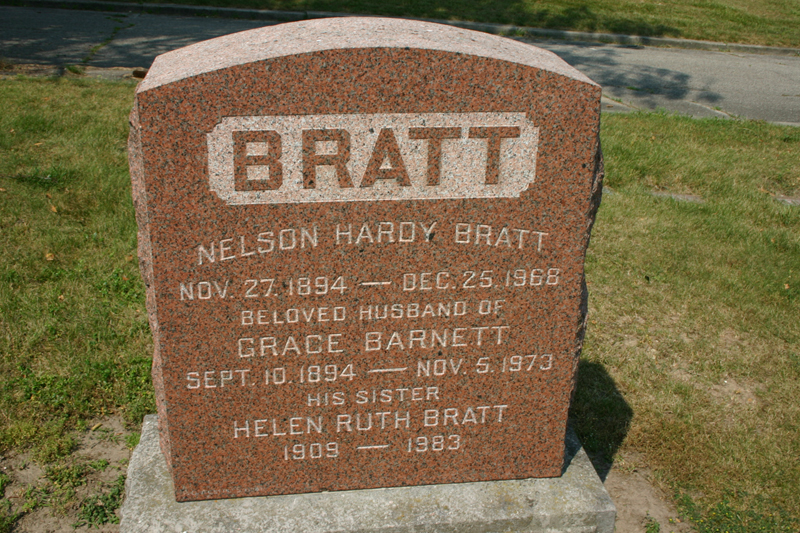 BRATT
NELSON HARDY BRATT
NOV. 27. 1894 — DEC. 25. 1968
BELOVED HUSBAND OF
GRACE BARNETT
SEPT. 10. 1894 — NOV. 5. 1973
HIS SISTER
HELEN RUTH BRATT
1909 — 1983